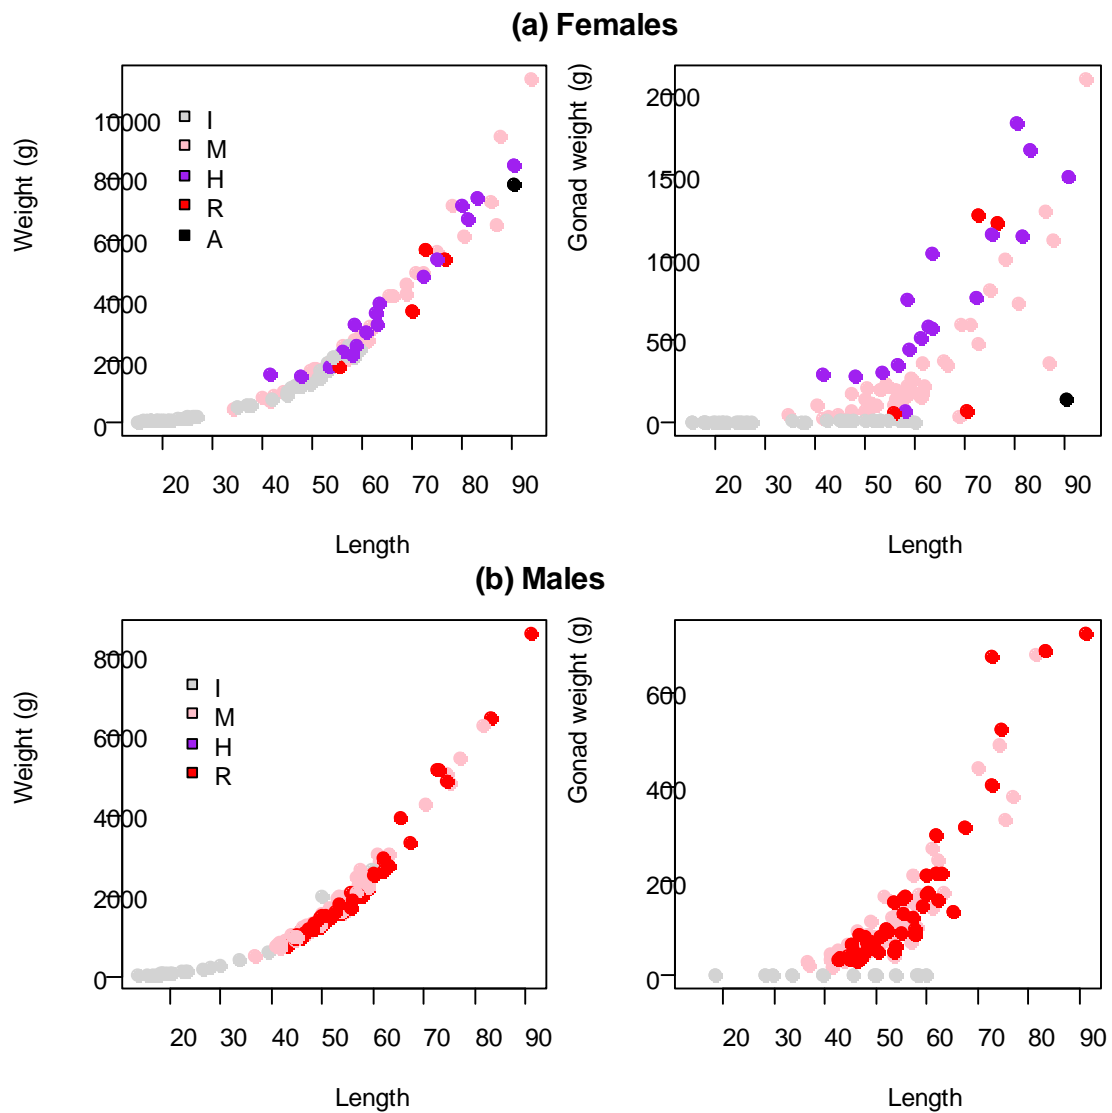 (a) Females
Weight (g)
10000
8000
6000
4000
2000
0
I
M
H
R
A
20 30 40 50 60 70 80 90
Length
Gonad weight (g)
2000
1500
1000
500
0
20 30 40 50 60 70 80 90
Length
(b) Males
Weight (g)
8000
6000
4000
2000
0
I
M
H
R
20 30 40 50 60 70 80 90
Length
Gonad weight (g)
600
400
200
0
20 30 40 50 60 70 80 90
Length